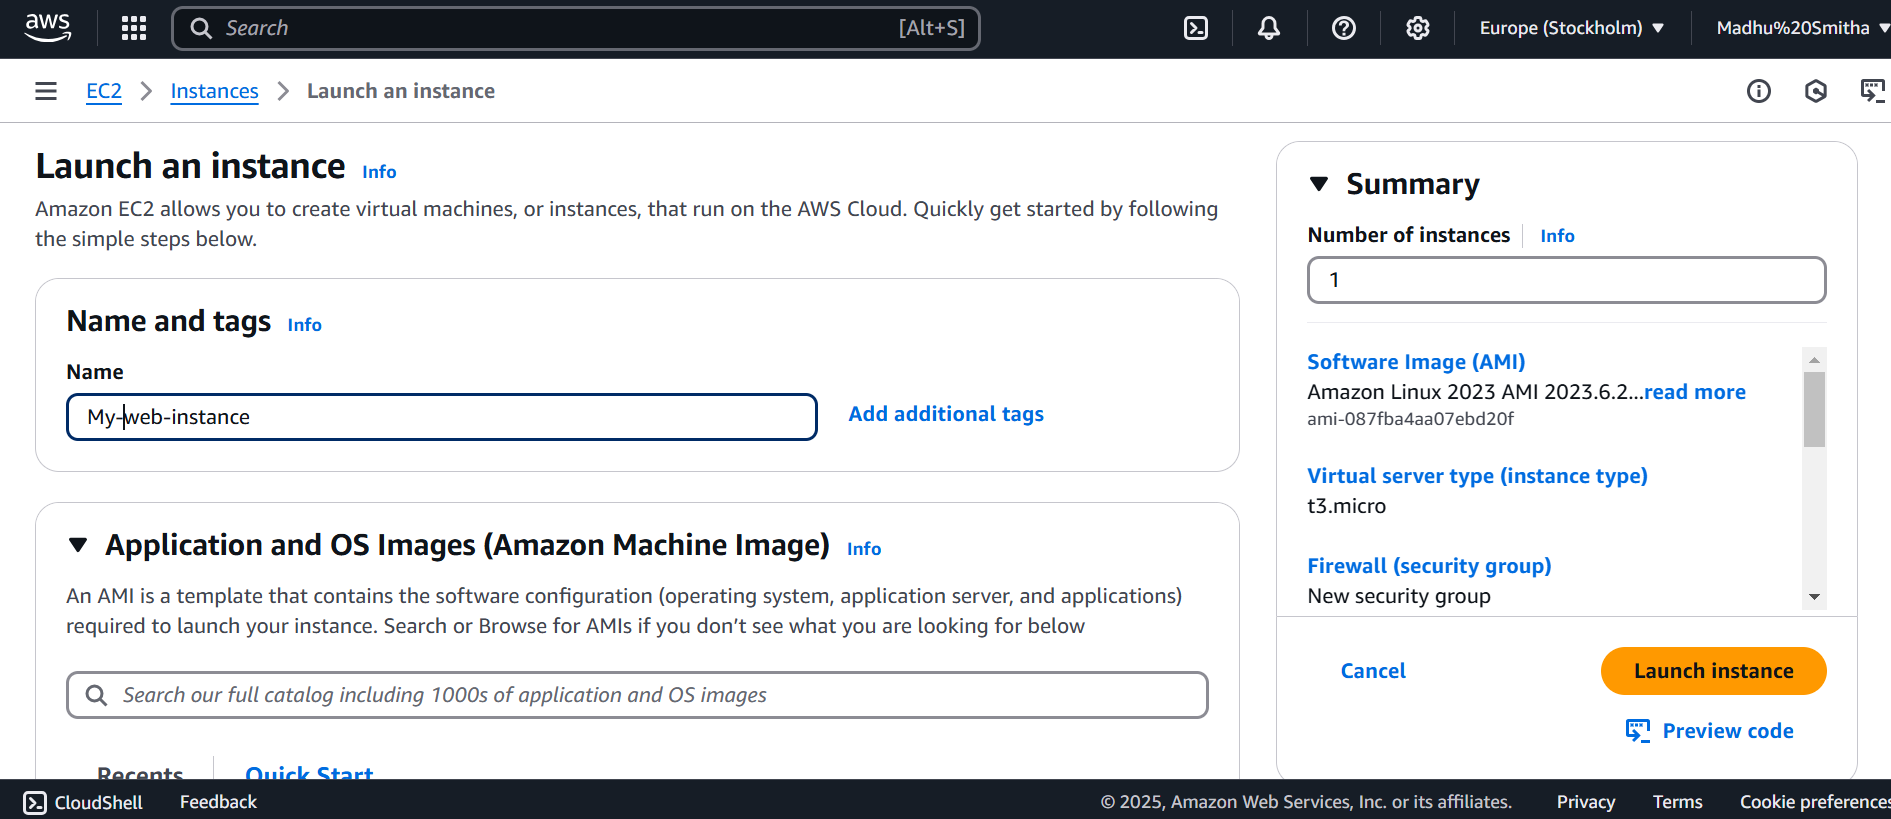 aws
Search [Alt+S]
Europe (Stockholm)
Madhu%20Smitha
EC2
Instances
Launch an instance
Launch an instance Info
Amazon EC2 allows you to create virtual machines, or instances, that run on the AWS Cloud. Quickly get started by following
the simple steps below.
Name and tags Info
Name
My-web-instance
Add additional tags
Application and OS Images (Amazon Machine Image) Info
An AMI is a template that contains the software configuration (operating system, application server, and applications)
required to launch your instance. Search or Browse for AMIs if you don’t see what you are looking for below
Search our full catalog including 1000s of application and OS images
Recents
Quick Start
Summary
Number of instances Info
1
Software Image (AMI)
Amazon Linux 2023 AMI 2023.6.2...read more
ami-087fba4aa07ebd20f
Virtual server type (instance type)
t3.micro
Firewall (security group)
New security group
Cancel
Launch instance
Preview code
CloudShell
Feedback
© 2025, Amazon Web Services, Inc. or its affiliates.
Privacy
Terms
Cookie preferences